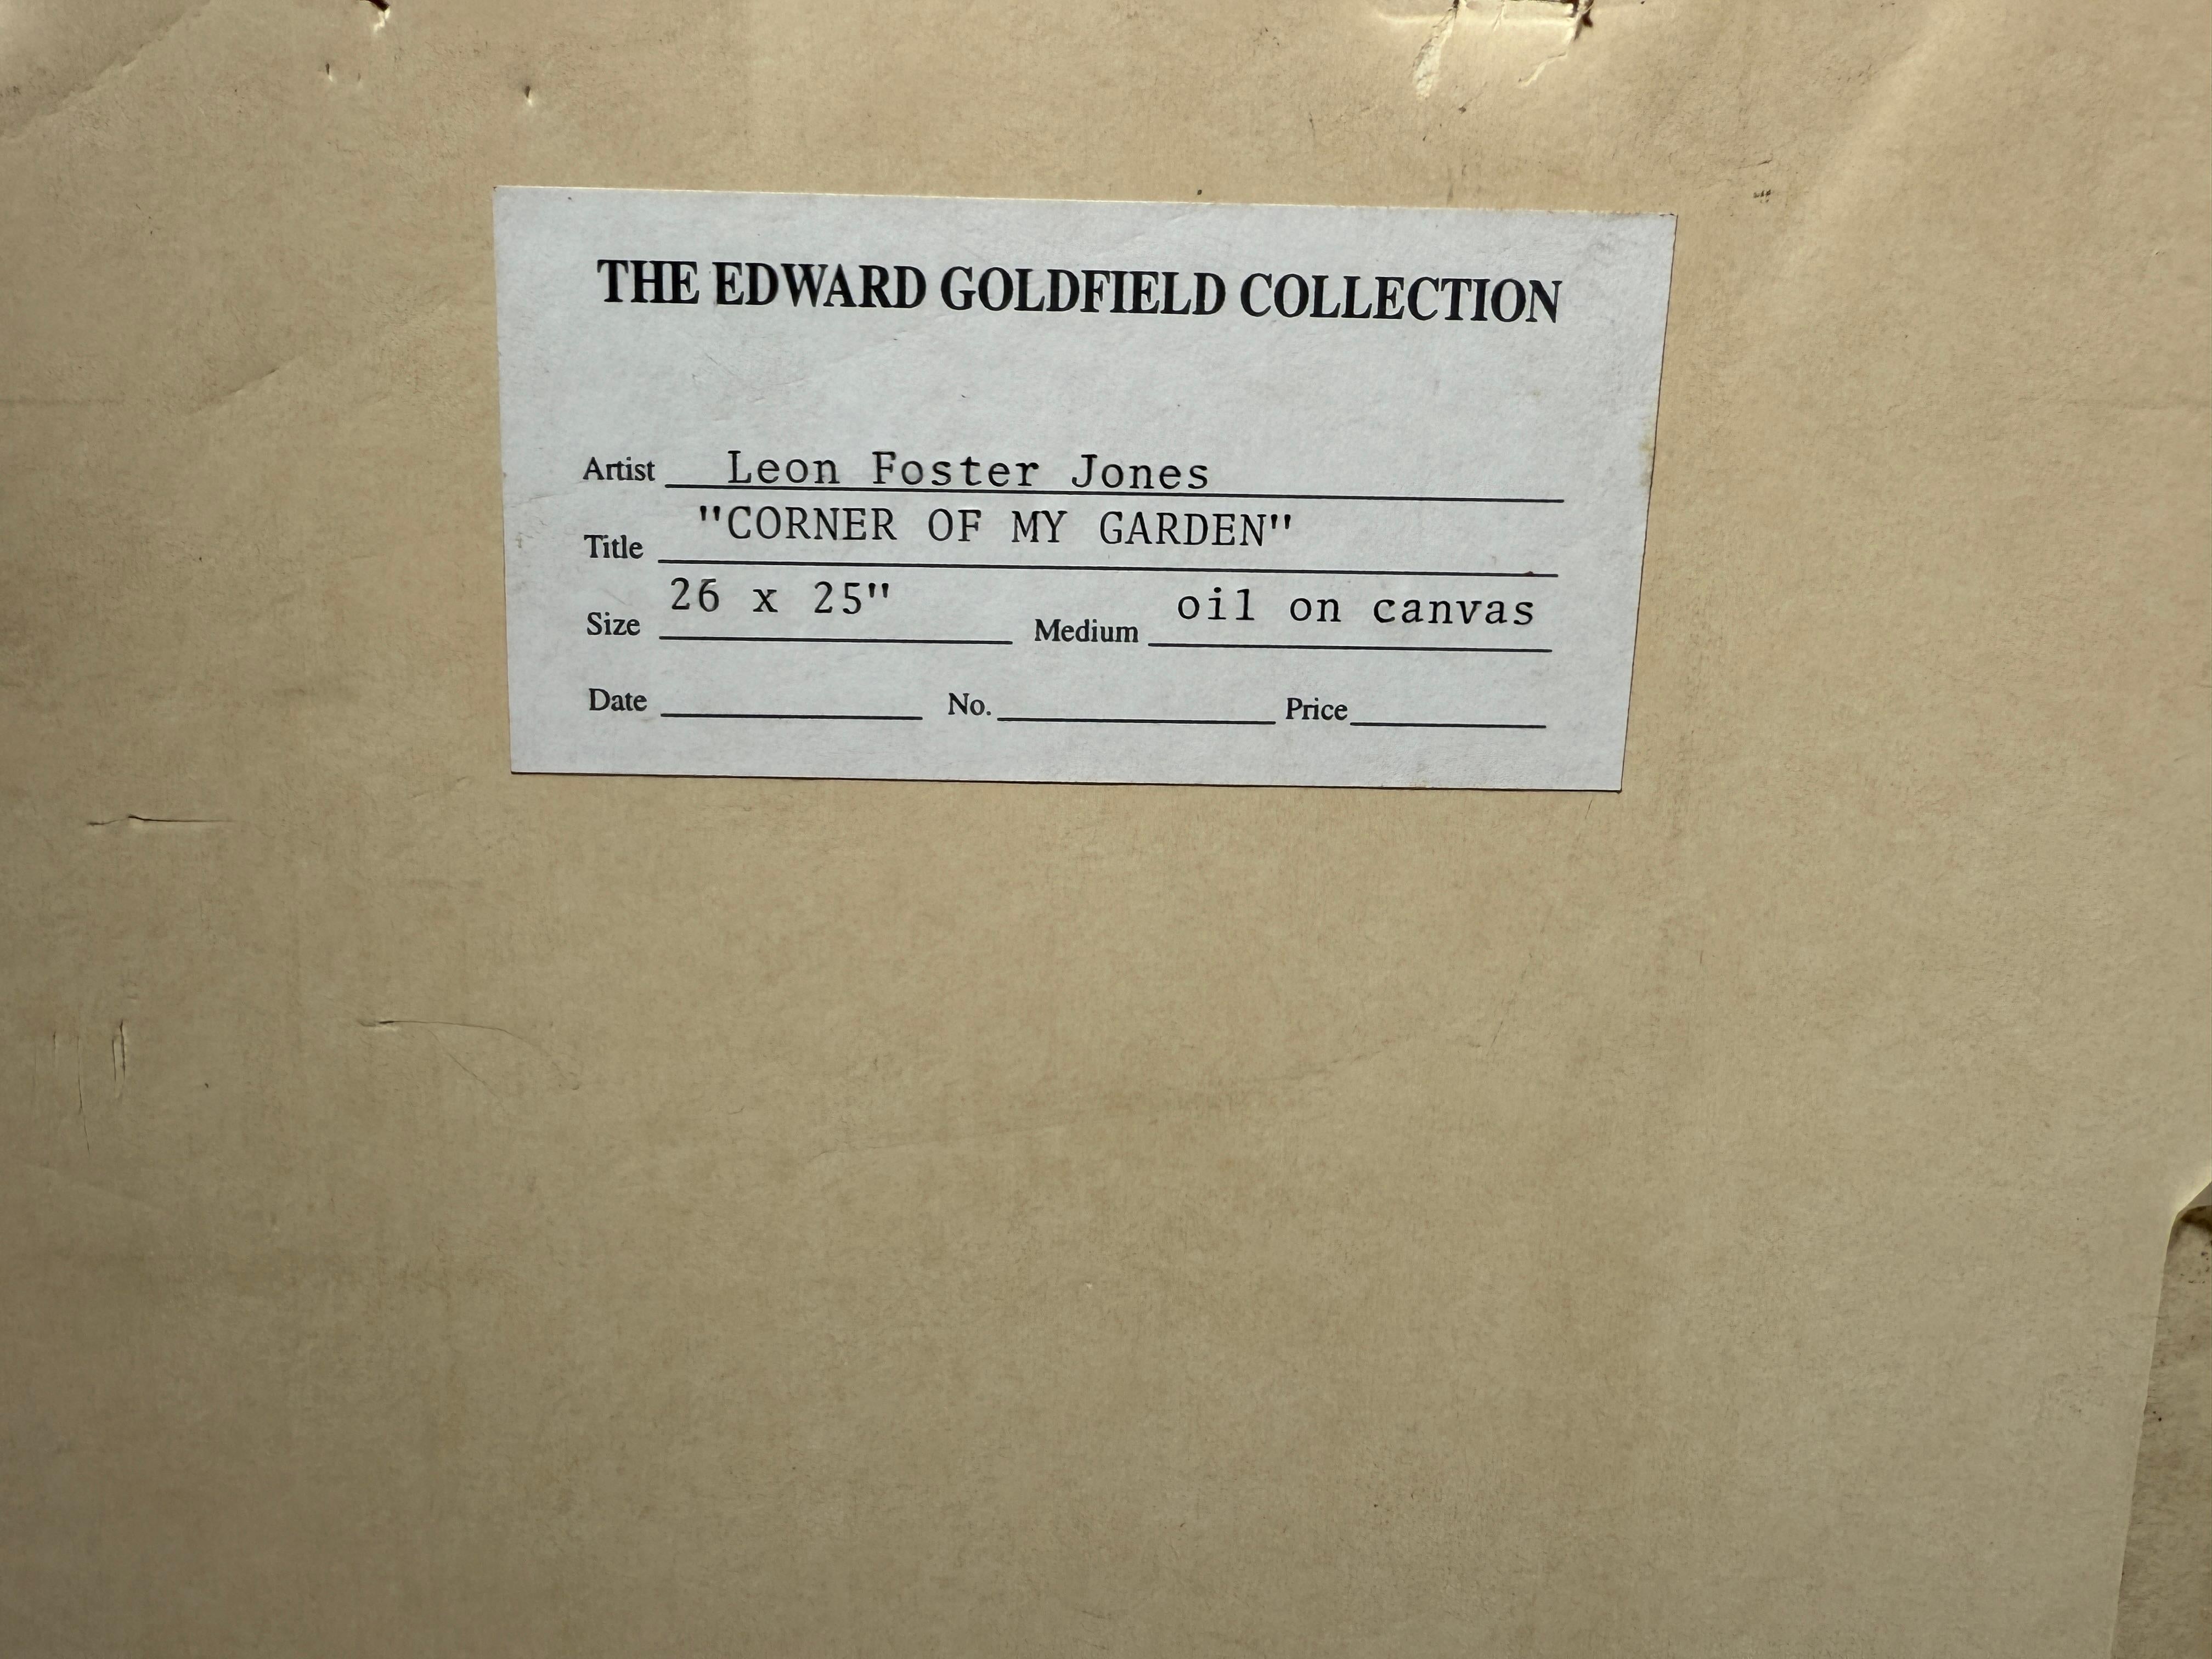 THE EDWARD GOLDFIELD COLLECTION
Artist Leon Foster Jones
Title "CORNER OF MY GARDEN"
Size 26 x 25" Medium oil on canvas
Date No. Price